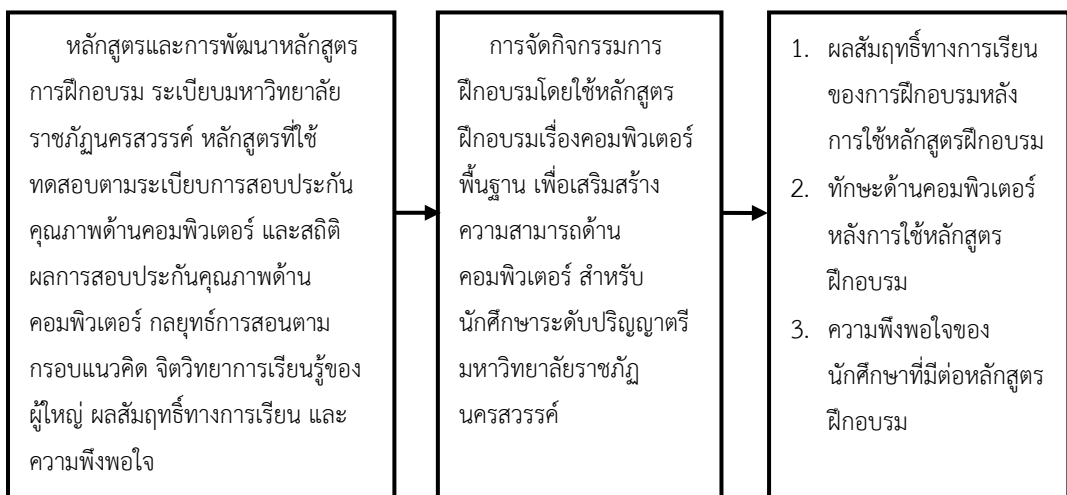 หลักสูตรและการพัฒนาหลักสูตร
การฝึกอบรม ระเบียบมหาวิทยาลัย
ราชภัฏนครสวรรค์ หลักสูตรที่ใช้
ทดสอบตามระเบียบการสอบประกัน
คุณภาพด้านคอมพิวเตอร์ และสถิติ
ผลการสอบประกันคุณภาพด้าน
คอมพิวเตอร์ กลยุทธ์การสอนตาม
กรอบแนวคิด จิตวิทยาการเรียนรู้ของ
ผู้ใหญ่ ผลสัมฤทธิ์ทางการเรียน และ
ความพึงพอใจ
การจัดกิจกรรมการ
ฝึกอบรมโดยใช้หลักสูตร
ฝึกอบรมเรื่องคอมพิวเตอร์
พื้นฐาน เพื่อเสริมสร้าง
ความสามารถด้าน
คอมพิวเตอร์ สำหรับ
นักศึกษาระดับปริญญาตรี
มหาวิทยาลัยราชภัฏ
นครสวรรค์
1. ผลสัมฤทธิ์ทางการเรียน
ของการฝึกอบรมหลัง
การใช้หลักสูตรฝึกอบรม
2. ทักษะด้านคอมพิวเตอร์
หลังการใช้หลักสูตร
ฝึกอบรม
3. ความพึงพอใจของ
นักศึกษาที่มีต่อหลักสูตร
ฝึกอบรม